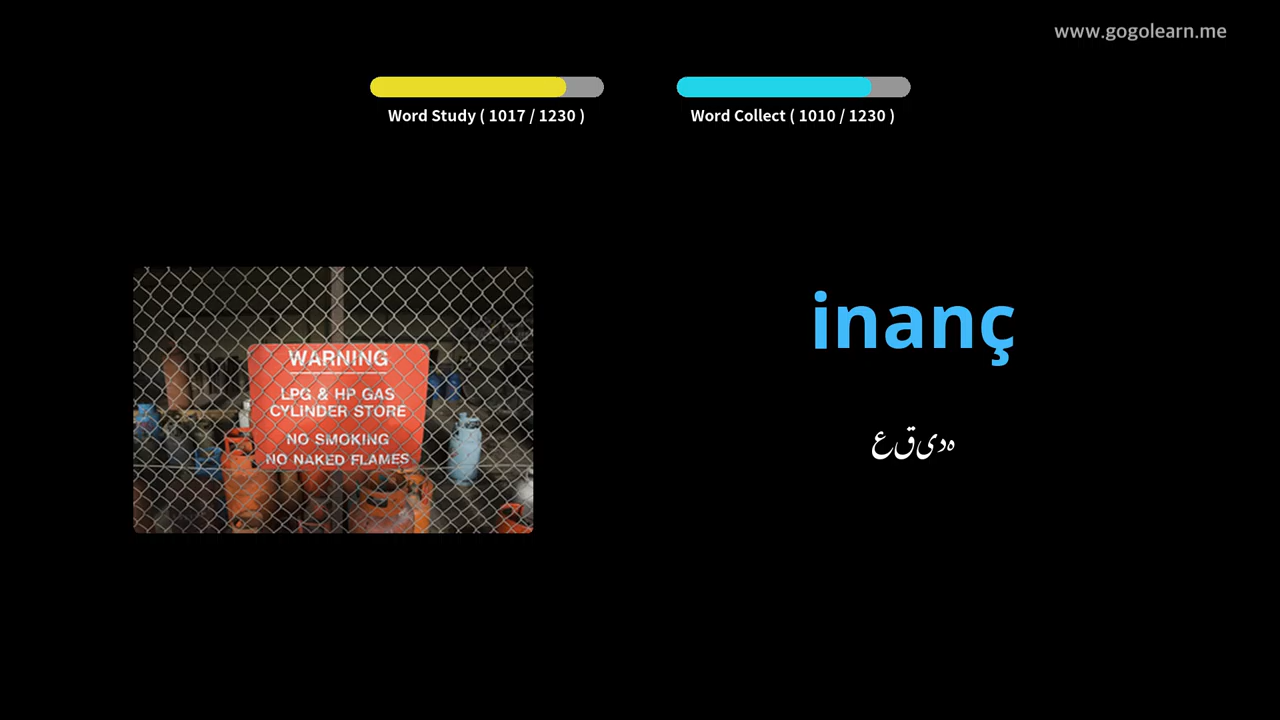 www.gogolearn.me
Word Study ( 1017 / 1230 )
Word Collect ( 1010 / 1230 )
WARNING
LPG & HP GAS
CYLINDER STORE
NO SMOKING
NO NAKED FLAMES
inanç
عقیدہ